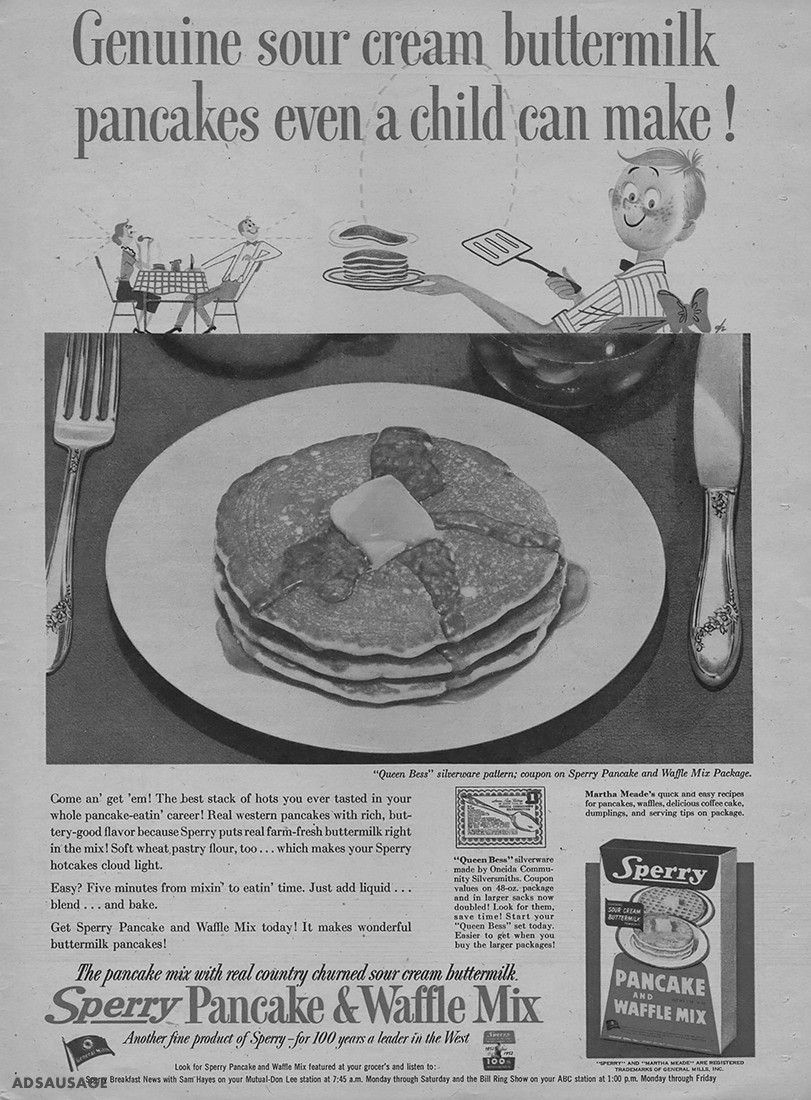 Genuine sour cream buttermilk
pancakes even a child can make!
"Queen Bess" silverware pattern; coupon on Sperry Pancake and Waffle Mix Package.
Come an' get 'em! The best stack of hots you ever tasted in your
whole pancake-eatin' career! Real western pancakes with rich, but-
tery-good flavor because Sperry puts real farm-fresh buttermilk right
in the mix! Soft wheat pastry flour, too . . . which makes your Sperry
hotcakes cloud light.
Easy? Five minutes from mixin' to eatin' time. Just add liquid . . .
blend . . . and bake.
Get Sperry Pancake and Waffle Mix today! It makes wonderful
buttermilk pancakes!
"Queen Bess" silverware
made by Oneida Commu-
nity Silversmiths. Coupon
values on 48-oz. package
and in larger sacks now
doubled! Look for them,
save time! Start your
"Queen Bess" set today.
Easier to get when you
buy the larger packages!
Martha Meade's quick and easy recipes
for pancakes, waffles, delicious coffee cake,
dumplings, and serving tips on package.
Sperry
SOUR CREAM
BUTTERMILK
PANCAKE
AND
WAFFLE MIX
The pancake mix with real country churned sour cream buttermilk.
Sperry Pancake & Waffle Mix
Another fine product of Sperry—for 100 years a leader in the West
General Mills
Sperry
1852
1952
100
"SPERRY" AND "MARTHA MEADE" ARE REGISTERED
TRADEMARKS OF GENERAL MILLS, INC.
Look for Sperry Pancake and Waffle Mix featured at your grocer's and listen to:
Sperry Breakfast News with Sam Hayes on your Mutual-Don Lee station at 7:45 a.m. Monday through Saturday and the Bill Ring Show on your ABC station at 1:00 p.m. Monday through Friday
ADSAUSAGE